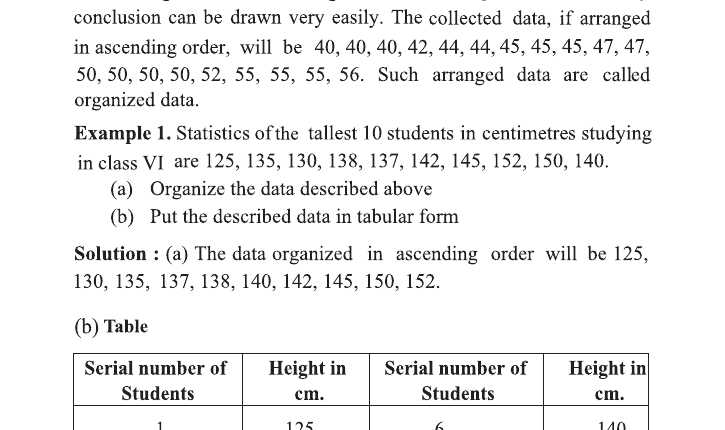 conclusion can be drawn very easily. The collected data, if arranged
in ascending order, will be 40, 40, 40, 42, 44, 44, 45, 45, 45, 47, 47,
50, 50, 50, 50, 52, 55, 55, 55, 56. Such arranged data are called
organized data.
Example 1. Statistics of the tallest 10 students in centimetres studying
in class VI are 125, 135, 130, 138, 137, 142, 145, 152, 150, 140.
(a) Organize the data described above
(b) Put the described data in tabular form
Solution : (a) The data organized in ascending order will be 125,
130, 135, 137, 138, 140, 142, 145, 150, 152.
(b) Table
Serial number of Height in Serial number of Height in
Students cm. Students cm.
1 125 6 140